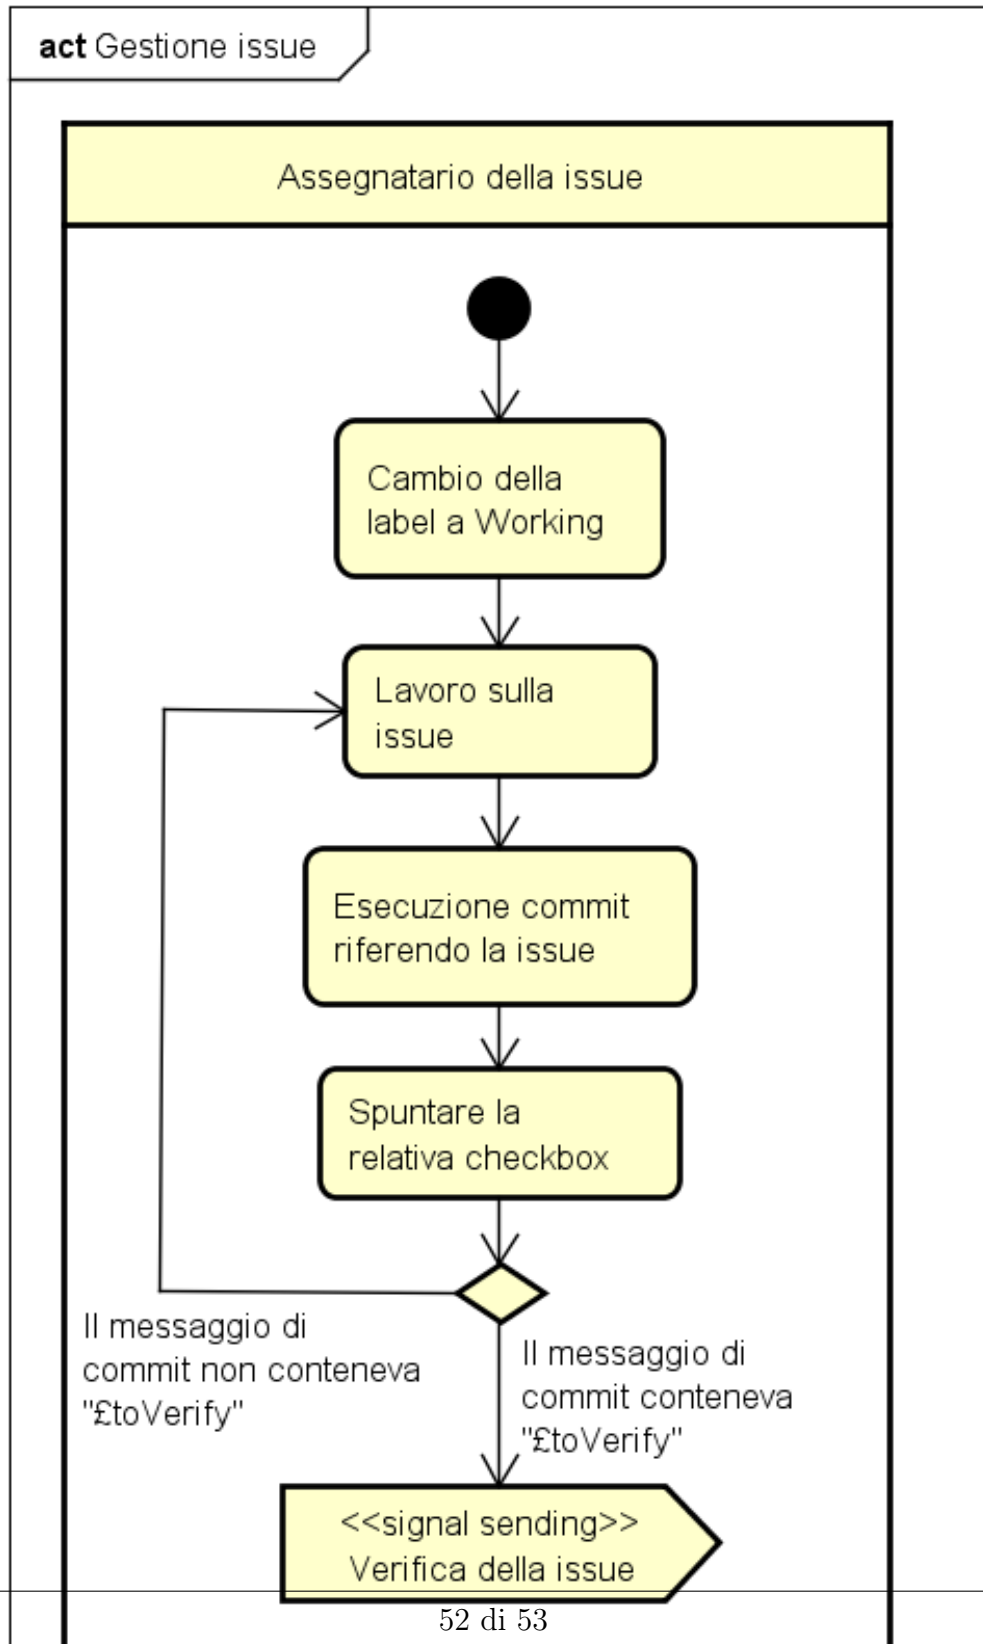 act Gestione issue
Assegnatario della issue
Cambio della
label a Working
Lavoro sulla
issue
Esecuzione commit
riferendo la issue
Spuntare la
relativa checkbox
Il messaggio di
commit non conteneva
"£toVerify"
Il messaggio di
commit conteneva
"£toVerify"
<<signal sending>>
Verifica della issue
52 di 53